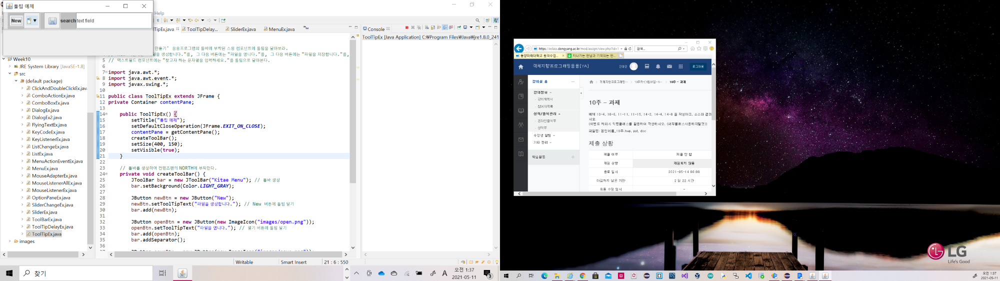 툴팁 예제
New
search text field
Help
TipEx.java
ToolTipDelay...
SliderEx.java
MenuEx.java
Week10
JRE System Library [JavaSE-1.8]
src
(default package)
ClickAndDoubleClickEx.java
ComboActionEx.java
ComboBoxEx.java
DialogEx.java
DialogEx2.java
FlyingTextEx.java
KeyCodeEx.java
KeyListenerEx.java
ListChangeEx.java
ListEx.java
MenuActionEventEx.java
MenuEx.java
MouseAdapterEx.java
MouseListenerAllEx.java
MouseListenerEx.java
OptionPaneEx.java
SliderChangeEx.java
SliderEx.java
ToolBarEx.java
ToolTipDelayEx.java
ToolTipEx.java
images
만들기' 응용프로그램의 툴바에 부착된 스윙 컴포넌트에 툴팁을 달아보라.
일을 생성합니다."를, 그 다음 버튼에는 "파일을 엽니다."를, 그 다음 버튼에는 "파일을 저장합니다."를,
5 // 텍스트필드 컴포넌트에는 "찾고자 하는 문자열을 입력하세요."를 툴팁으로 달아본다.
6
7 import java.awt.*;
8 import java.awt.event.*;
9 import javax.swing.*;
10
11 public class ToolTipEx extends JFrame {
12 private Container contentPane;
13
14 public ToolTipEx() {
15 setTitle("툴팁 예제");
16 setDefaultCloseOperation(JFrame.EXIT_ON_CLOSE);
17 contentPane = getContentPane();
18 createToolBar();
19 setSize(400, 150);
20 setVisible(true);
21 }
22
23 // 툴바를 생성하여 컨텐츠팬의 NORTH에 부착한다.
24 private void createToolBar() {
25 JToolBar bar = new JToolBar("Kitae Menu"); // 툴바 생성
26 bar.setBackground(Color.LIGHT_GRAY);
27
28 JButton newBtn = new JButton("New");
29 newBtn.setToolTipText("파일을 생성합니다."); // New 버튼에 툴팁 달기
30 bar.add(newBtn);
31
32 JButton openBtn = new JButton(new ImageIcon("images/open.png"));
33 openBtn.setToolTipText("파일을 엽니다."); // 열기 버튼에 툴팁 달기
34 bar.add(openBtn);
35 bar.addSeparator();
36
Console
ToolTipEx [Java Application] C:₩Program Files₩Java₩jre1.8.0_241
Writable
Smart Insert
21 : 6 : 550
찾기
A
오전 1:37
2021-05-11
3
https://eclass.dongyang.ac.kr/mod/assign/view.php?id=1
검색...
동양미래대학교 원격수업...
지나가는 만남과 기억되는 만...
객체지향프로그래밍응용[YA]
로그아웃
강의실 홈
강의정보
강의계획서
참여자목록
성적/출석관리
온라인출석부
성적부
수강생 알림
기타 관리
학습활동
객체지향프로그래밍...
10주 - 과제
10주 - 과제
예제 10-4, 10-6, 11-11, 11-15, 14-2, 14-4, 14-8 을 작성하고, 소스와 결과
시오.
(이벤트 처리시 익명클래스를 활용하여 작성하시오. (내부클래스사용하지말것))
파일명: 본인이름_10주.hwp, ppt, doc
제출 상황
제출 여부
제출 안 함
채점 상황
채점되지 않음
종료 일시
2021-05-14 00:00
마감까지 남은 기한
2 일 22 시간
최종 수정 일시
-
LG
Life's Good
오전 1:37
2021-05-11